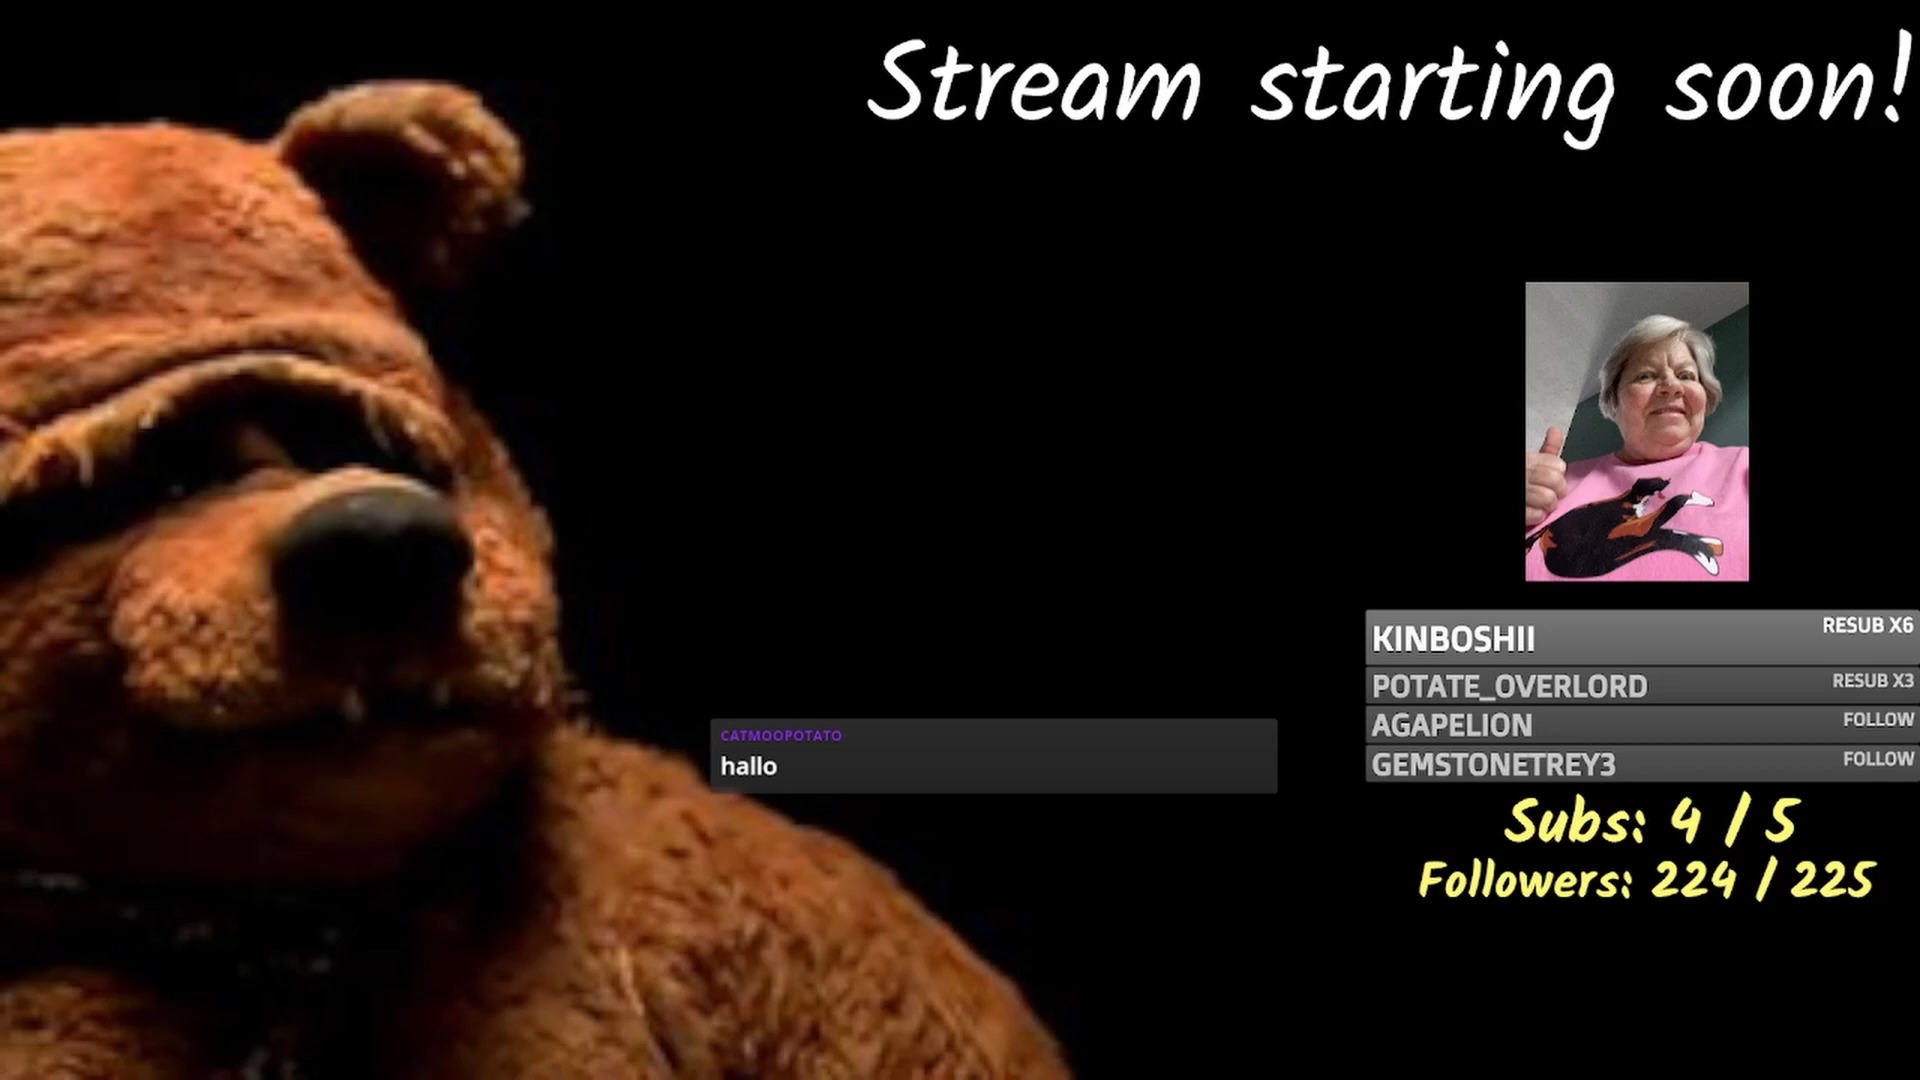 Stream starting soon!
KINBOSHII RESUB X6
POTATE_OVERLORD RESUB X3
AGAPELION FOLLOW
GEMSTONETREY3 FOLLOW
CATMOOPOTATO
hallo
Subs: 4 / 5
Followers: 224 / 225